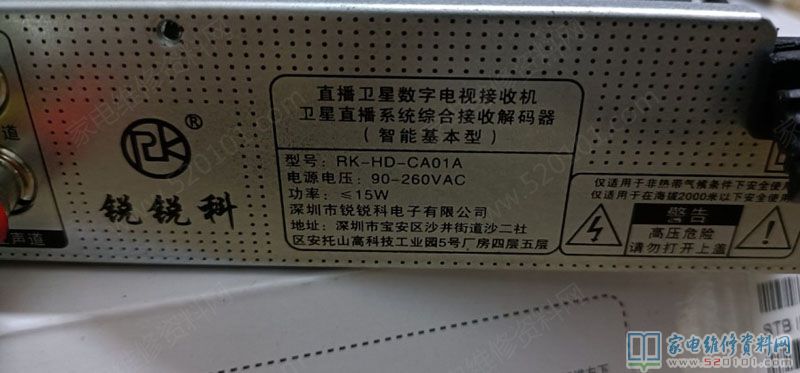 直播卫星数字电视接收机
卫星直播系统综合接收解码器
(智能基本型)
型号: RK-HD-CA01A
电源电压: 90-260VAC
功率: ≤15W
深圳市锐锐科电子有限公司
地址: 深圳市宝安区沙井街道沙二社
区安托山高科技工业园5号厂房四层五层
RK®
锐锐科
道
声道
仅适用于非热带气候条件下安全使用
仅适用于在海拔2000米以下安全使用
警告
高压危险
请勿打开上盖
STB
家电维修资料网
www.520101.com